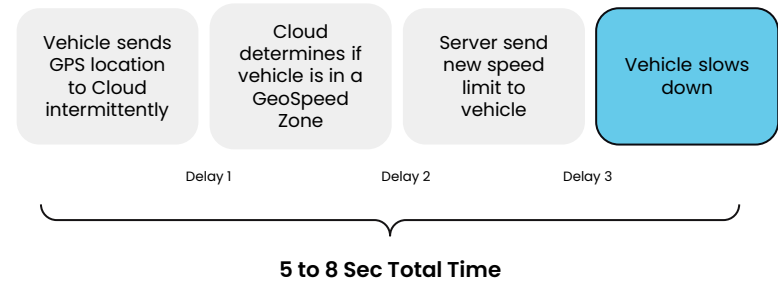 Vehicle sends
GPS location
to Cloud
intermittently
Cloud
determines if
vehicle is in a
GeoSpeed
Zone
Server send
new speed
limit to
vehicle
Vehicle slows
down
Delay 1
Delay 2
Delay 3
5 to 8 Sec Total Time